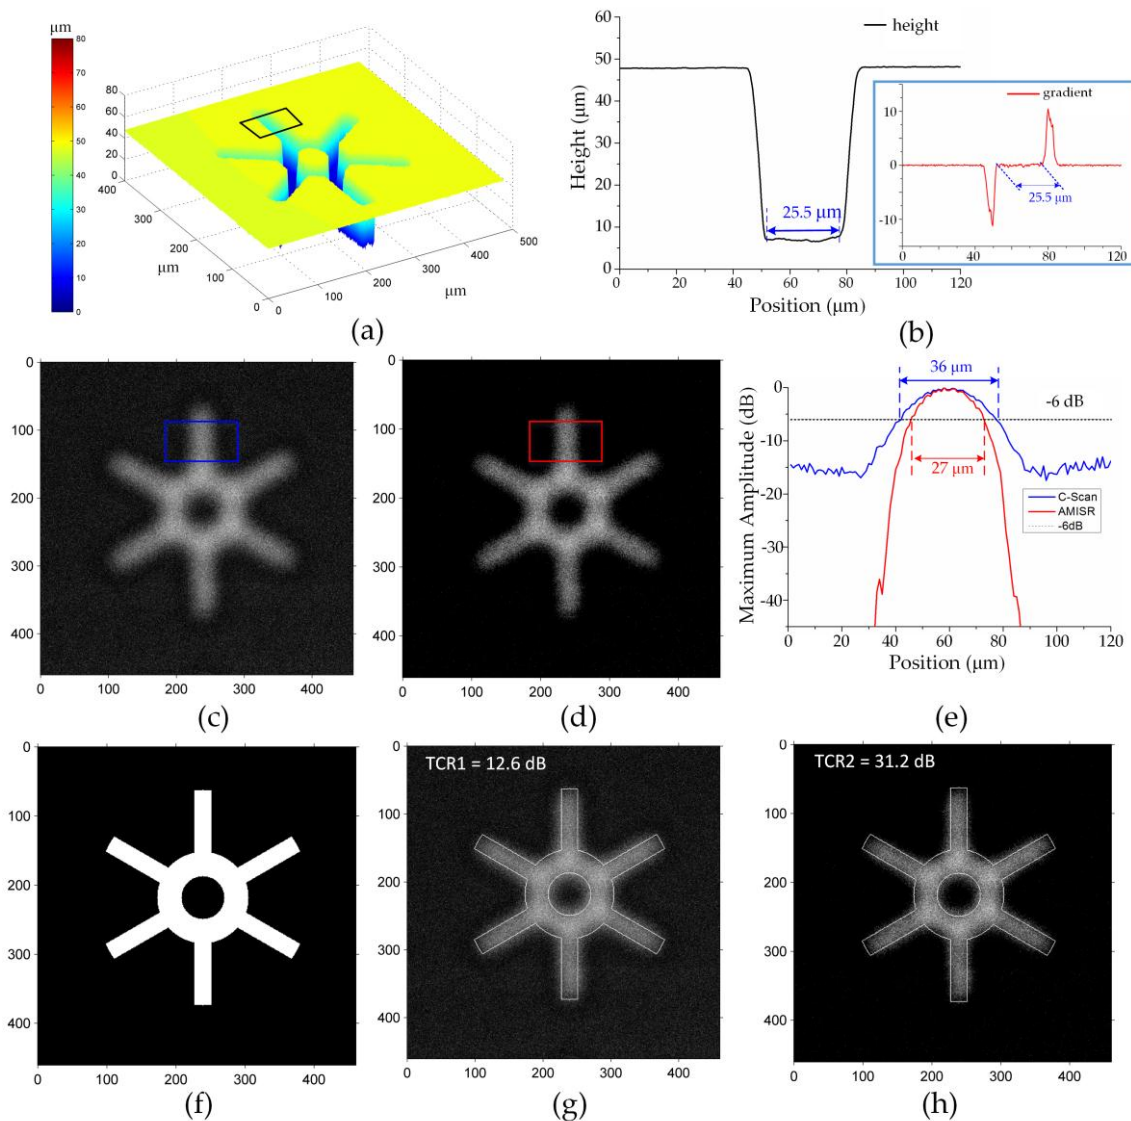 μm
80
70
60
50
40
30
20
10
0
80
60
40
20
0
400
300
200
100
0
μm
0
100
200
300
400
500
μm
(a)
60
50
40
30
20
10
0
Height (μm)
height
25.5 μm
0 20 40 60 80 100 120
Position (μm)
gradient
10
0
-10
25.5 μm
0 40 80 120
(b)
0
100
200
300
400
0 100 200 300 400
(c)
0
100
200
300
400
0 100 200 300 400
(d)
36 μm
-6 dB
27 μm
0
-10
-20
-30
-40
Maximum Amplitude (dB)
C-Scan
AMISR
-6dB
0 20 40 60 80 100 120
Position (μm)
(e)
0
100
200
300
400
0 100 200 300 400
(f)
TCR1 = 12.6 dB
0
100
200
300
400
0 100 200 300 400
(g)
TCR2 = 31.2 dB
0
100
200
300
400
0 100 200 300 400
(h)